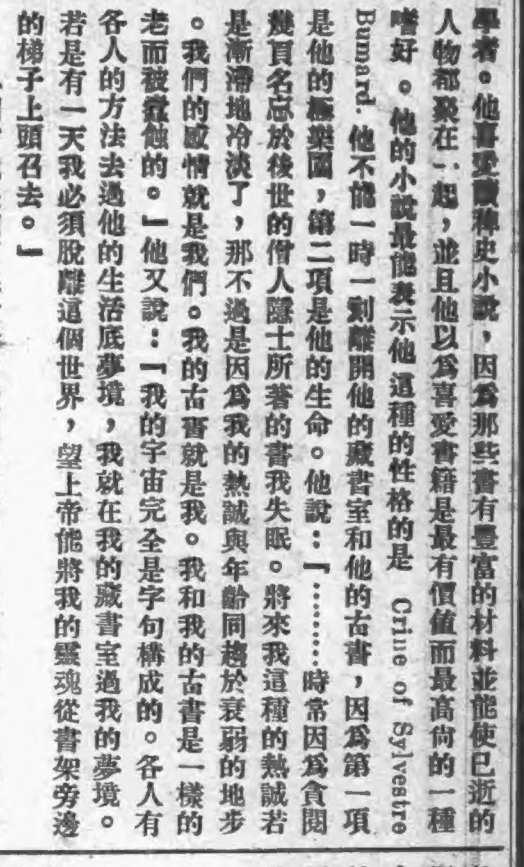 學者。他喜愛讀稗史小說，因爲那些書有豐富的材料並能使已逝的
人物都聚在一起，並且他以爲喜愛書籍是最有價值而最高尙的一種
嗜好。他的小說最能表示他這種的性格的是 Crine of Sylvestre
Bumard. 他不能一時一刻離開他的藏書室和他的古書，因爲第一項
是他的極樂園，第二項是他的生命。他說：『…………時常因爲貪閱
幾頁名忘於後世的僧人隱士所著的書我失眠。將來我這種的熱誠若
是漸滯地冷淡了，那不過是因爲我的熱誠與年齡同趨於衰弱的地步
。我們的感情就是我們。我的古書就是我。我和我的古書是一樣的
老而被蠧蝕的。』他又說：『我的宇宙完全是字句構成的。各人有
各人的方法去過他的生活底夢境，我就在我的藏書室過我的夢境。
若是有一天我必須脫離這個世界，望上帝能將我的靈魂從書架旁邊
的梯子上頭召去。』